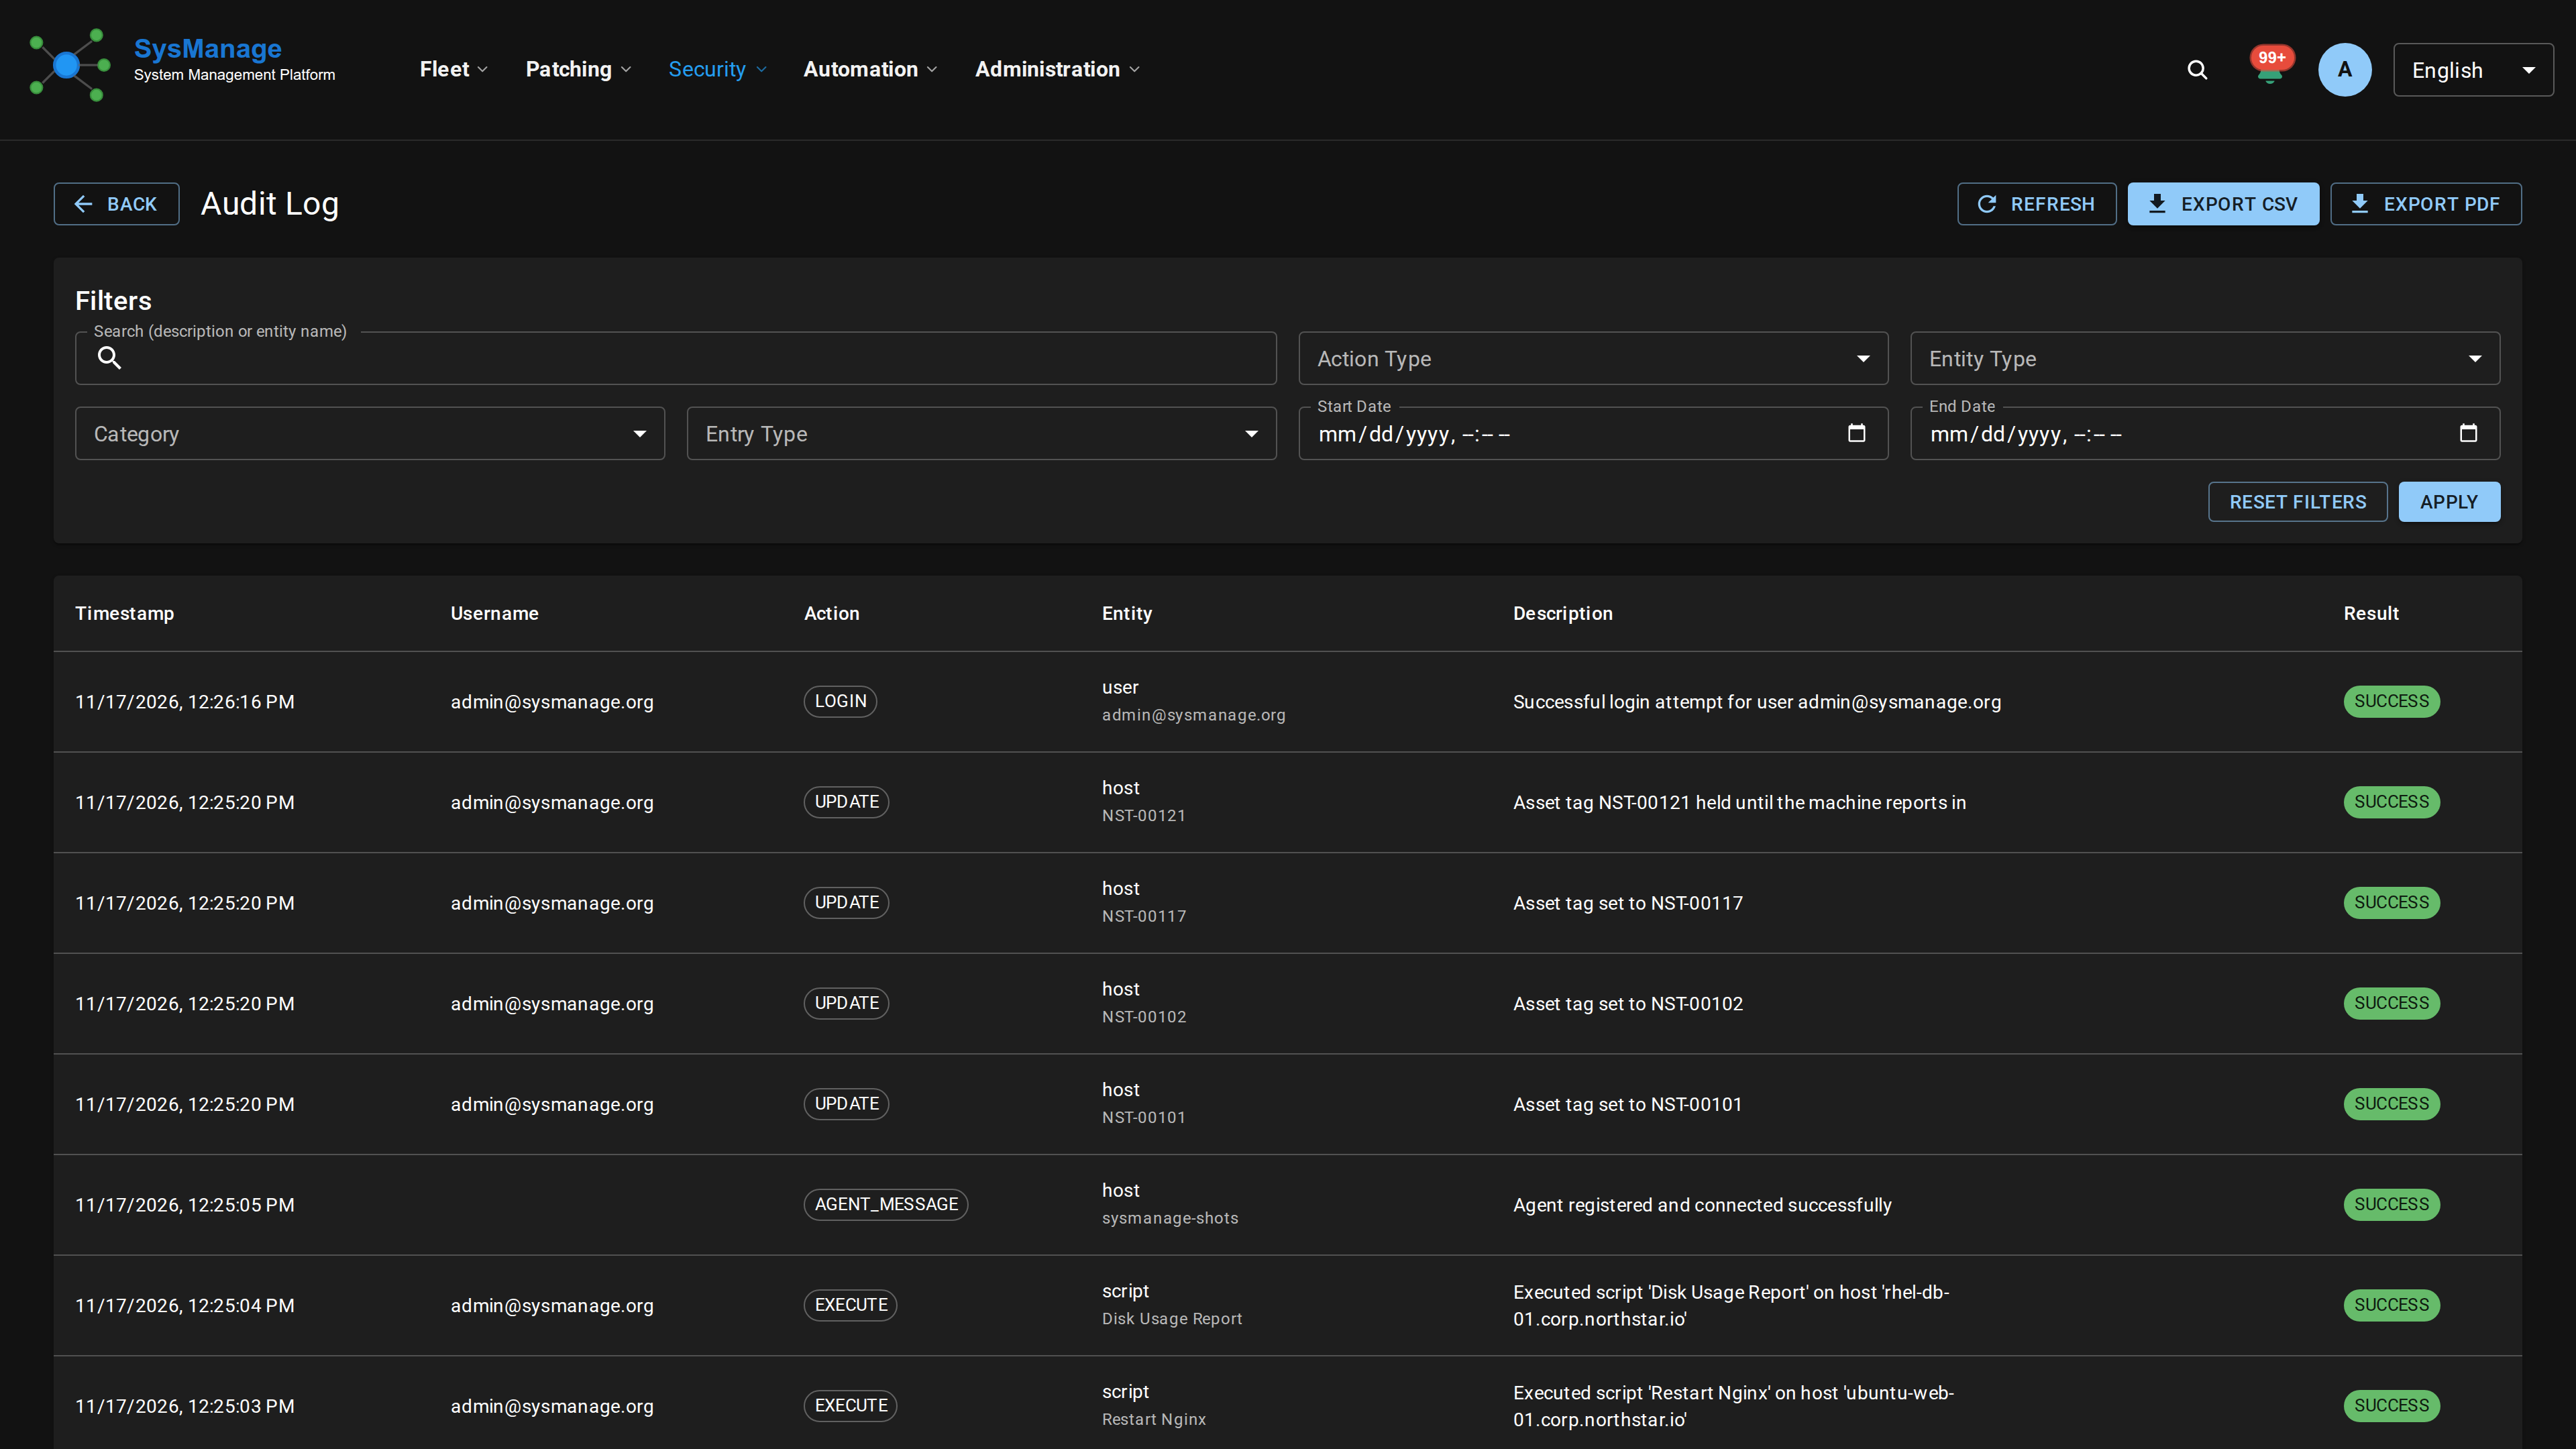 SysManage
System Management Platform
Fleet
Patching
Security
Automation
Administration
99+
A
English
BACK
Audit Log
REFRESH
EXPORT CSV
EXPORT PDF
Filters
Search (description or entity name)
Action Type
Entity Type
Category
Entry Type
Start Date
mm/dd/yyyy, --:-- --
End Date
mm/dd/yyyy, --:-- --
RESET FILTERS
APPLY
Timestamp Username Action Entity Description Result
11/17/2026, 12:26:16 PM admin@sysmanage.org LOGIN user Successful login attempt for user admin@sysmanage.org SUCCESS
admin@sysmanage.org
11/17/2026, 12:25:20 PM admin@sysmanage.org UPDATE host Asset tag NST-00121 held until the machine reports in SUCCESS
NST-00121
11/17/2026, 12:25:20 PM admin@sysmanage.org UPDATE host Asset tag set to NST-00117 SUCCESS
NST-00117
11/17/2026, 12:25:20 PM admin@sysmanage.org UPDATE host Asset tag set to NST-00102 SUCCESS
NST-00102
11/17/2026, 12:25:20 PM admin@sysmanage.org UPDATE host Asset tag set to NST-00101 SUCCESS
NST-00101
11/17/2026, 12:25:05 PM AGENT_MESSAGE host Agent registered and connected successfully SUCCESS
sysmanage-shots
11/17/2026, 12:25:04 PM admin@sysmanage.org EXECUTE script Executed script 'Disk Usage Report' on host 'rhel-db- SUCCESS
Disk Usage Report 01.corp.northstar.io'
11/17/2026, 12:25:03 PM admin@sysmanage.org EXECUTE script Executed script 'Restart Nginx' on host 'ubuntu-web- SUCCESS
Restart Nginx 01.corp.northstar.io'